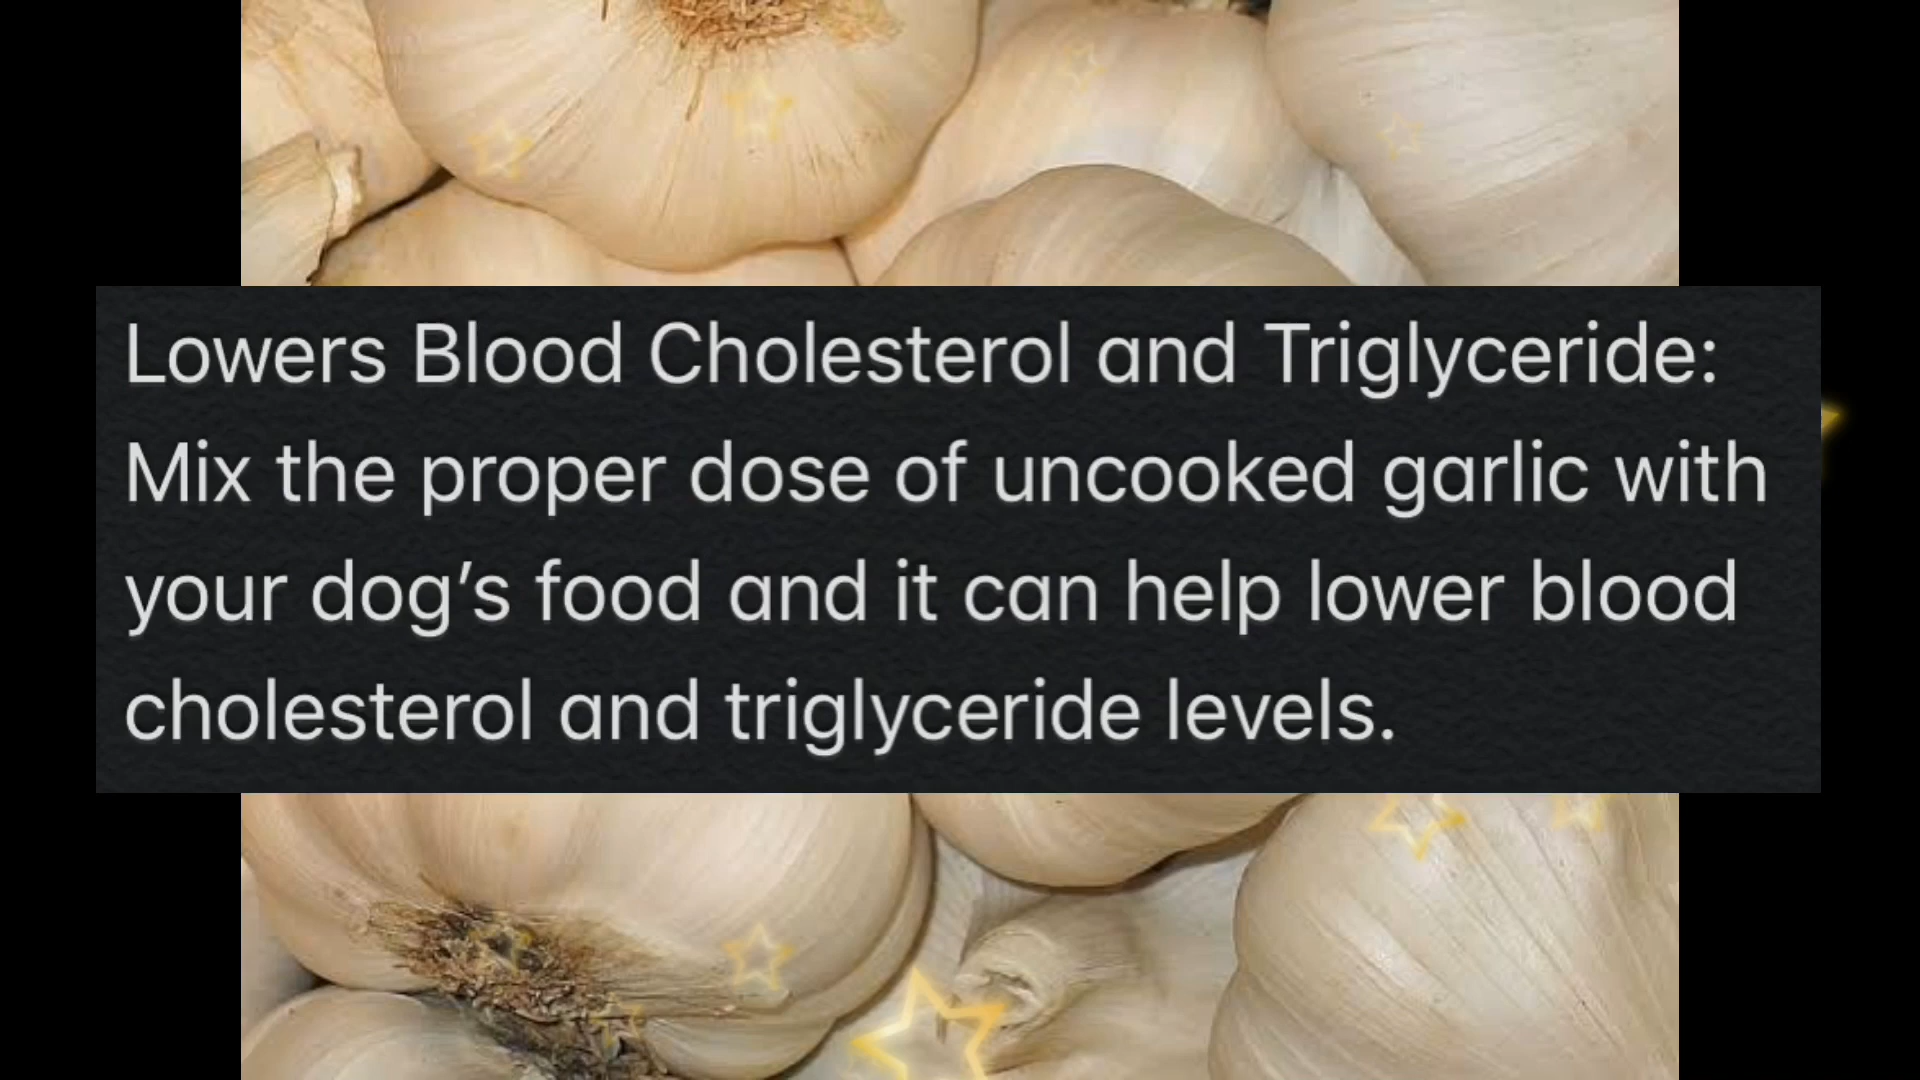 Lowers Blood Cholesterol and Triglyceride:
Mix the proper dose of uncooked garlic with
your dog’s food and it can help lower blood
cholesterol and triglyceride levels.